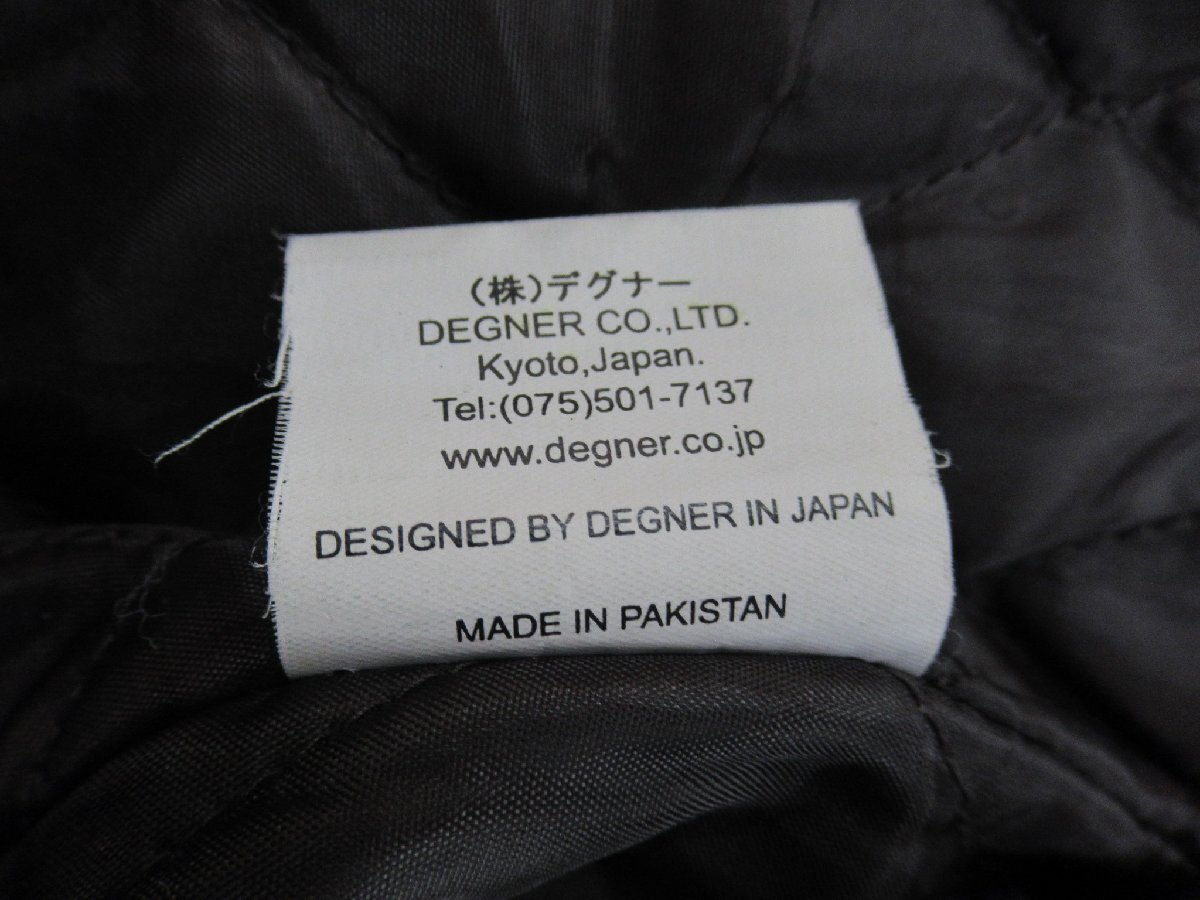 (株)デグナー
DEGNER CO.,LTD.
Kyoto,Japan.
Tel:(075)501-7137
www.degner.co.jp
DESIGNED BY DEGNER IN JAPAN
MADE IN PAKISTAN